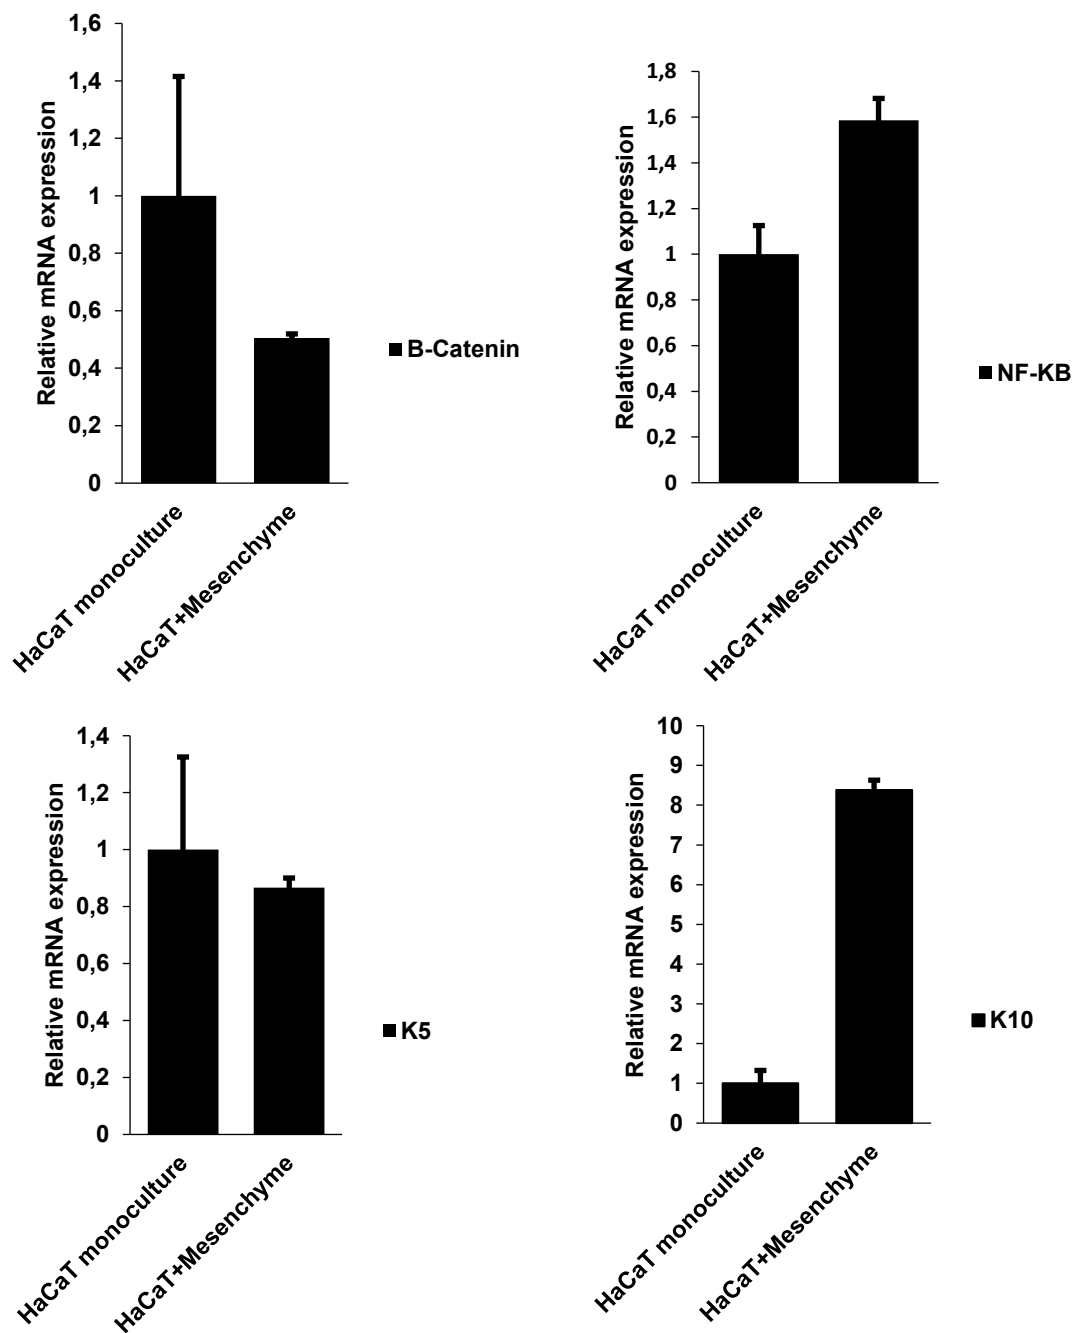 Relative mRNA expression
1,6
1,4
1,2
1
0,8
0,6
0,4
0,2
0
HaCaT monoculture
HaCaT+Mesenchyme
B-Catenin
Relative mRNA expression
1,8
1,6
1,4
1,2
1
0,8
0,6
0,4
0,2
0
HaCaT monoculture
HaCaT+Mesenchyme
NF-KB
Relative mRNA expression
1,4
1,2
1
0,8
0,6
0,4
0,2
0
HaCaT monoculture
HaCaT+Mesenchyme
K5
Relative mRNA expression
10
9
8
7
6
5
4
3
2
1
0
HaCaT monoculture
HaCaT+Mesenchyme
K10